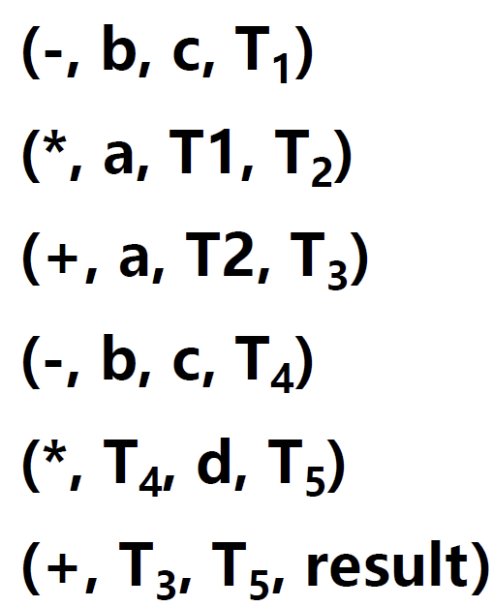 (-, b, c, T₁)
(*, a, T1, T₂)
(+, a, T2, T₃)
(-, b, c, T₄)
(*, T₄, d, T₅)
(+, T₃, T₅, result)